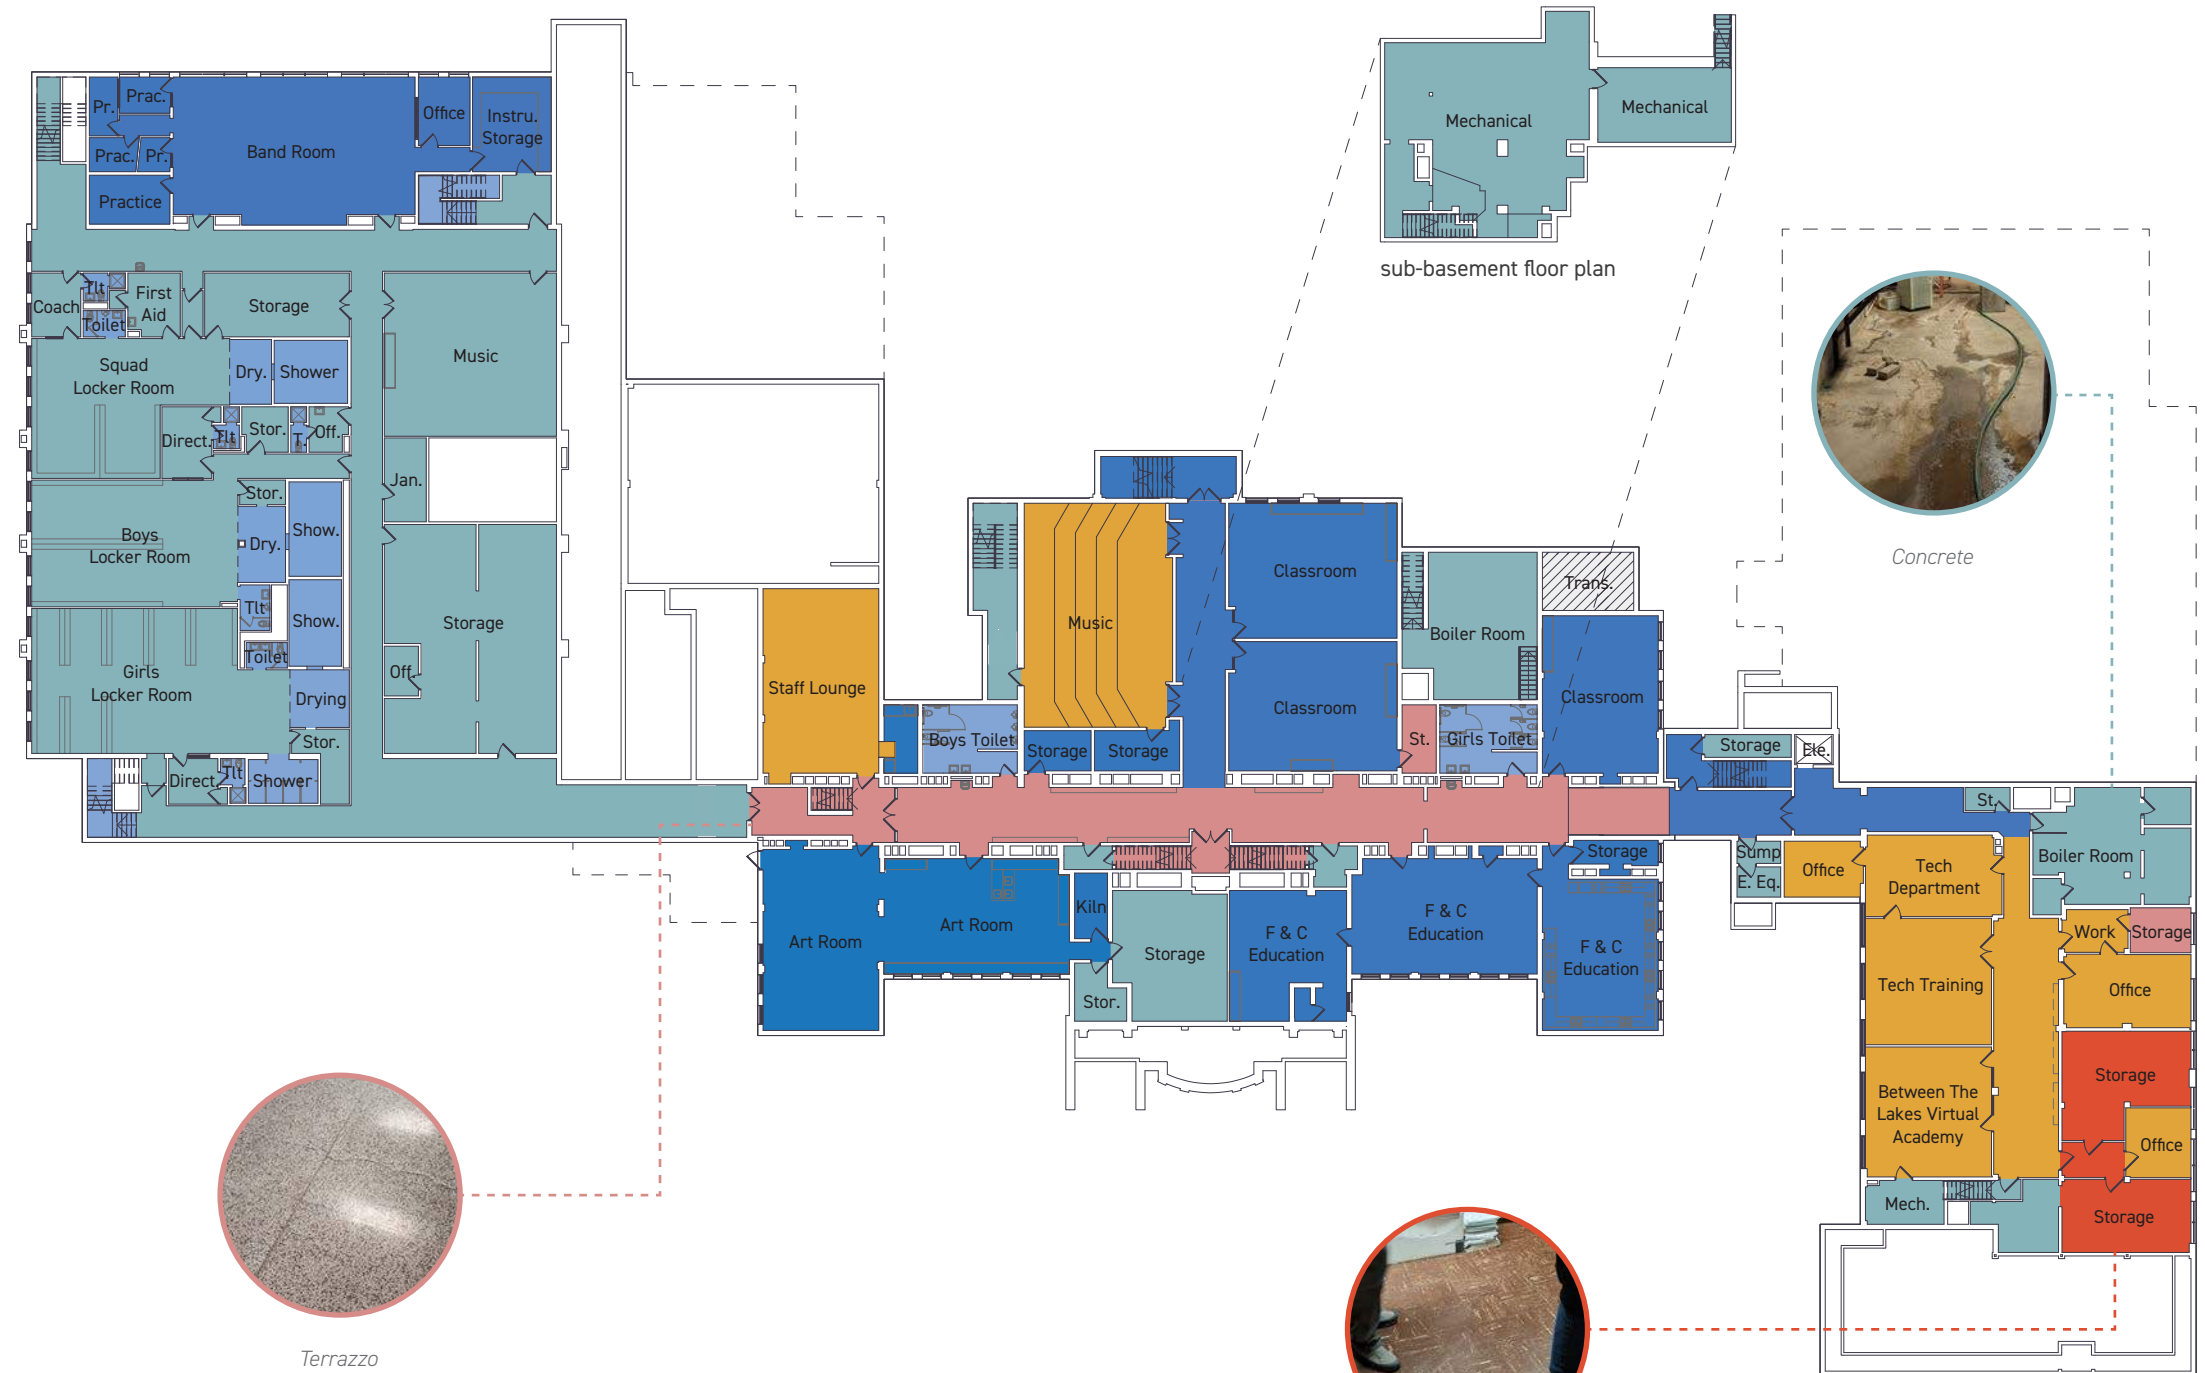 Pr.
Prac.
Band Room
Office
Instru.
Storage
Prac.
Pr.
Practice
Mechanical
Mechanical
sub-basement floor plan
Coach
Tlt
First
Aid
Storage
Toilet
Squad
Locker Room
Dry.
Shower
Music
Direct.
Tlt
Stor.
T.
Off.
Jan.
Stor.
Show.
Boys
Locker Room
Dry.
Tlt
Show.
Storage
Toilet
Off.
Girls
Locker Room
Drying
Stor.
Direct.
Tlt
Shower
Staff Lounge
Boys Toilet
Music
Storage
Storage
Classroom
Classroom
Boiler Room
Trans.
Classroom
St.
Girls Toilet
Storage
Ele.
Concrete
St.
Sump
E. Eq.
Office
Tech
Department
Boiler Room
Work
Storage
Tech Training
Office
Storage
Between The
Lakes Virtual
Academy
Office
Mech.
Storage
Art Room
Art Room
Kiln
Stor.
Storage
F & C
Education
F & C
Education
Storage
F & C
Education
Terrazzo